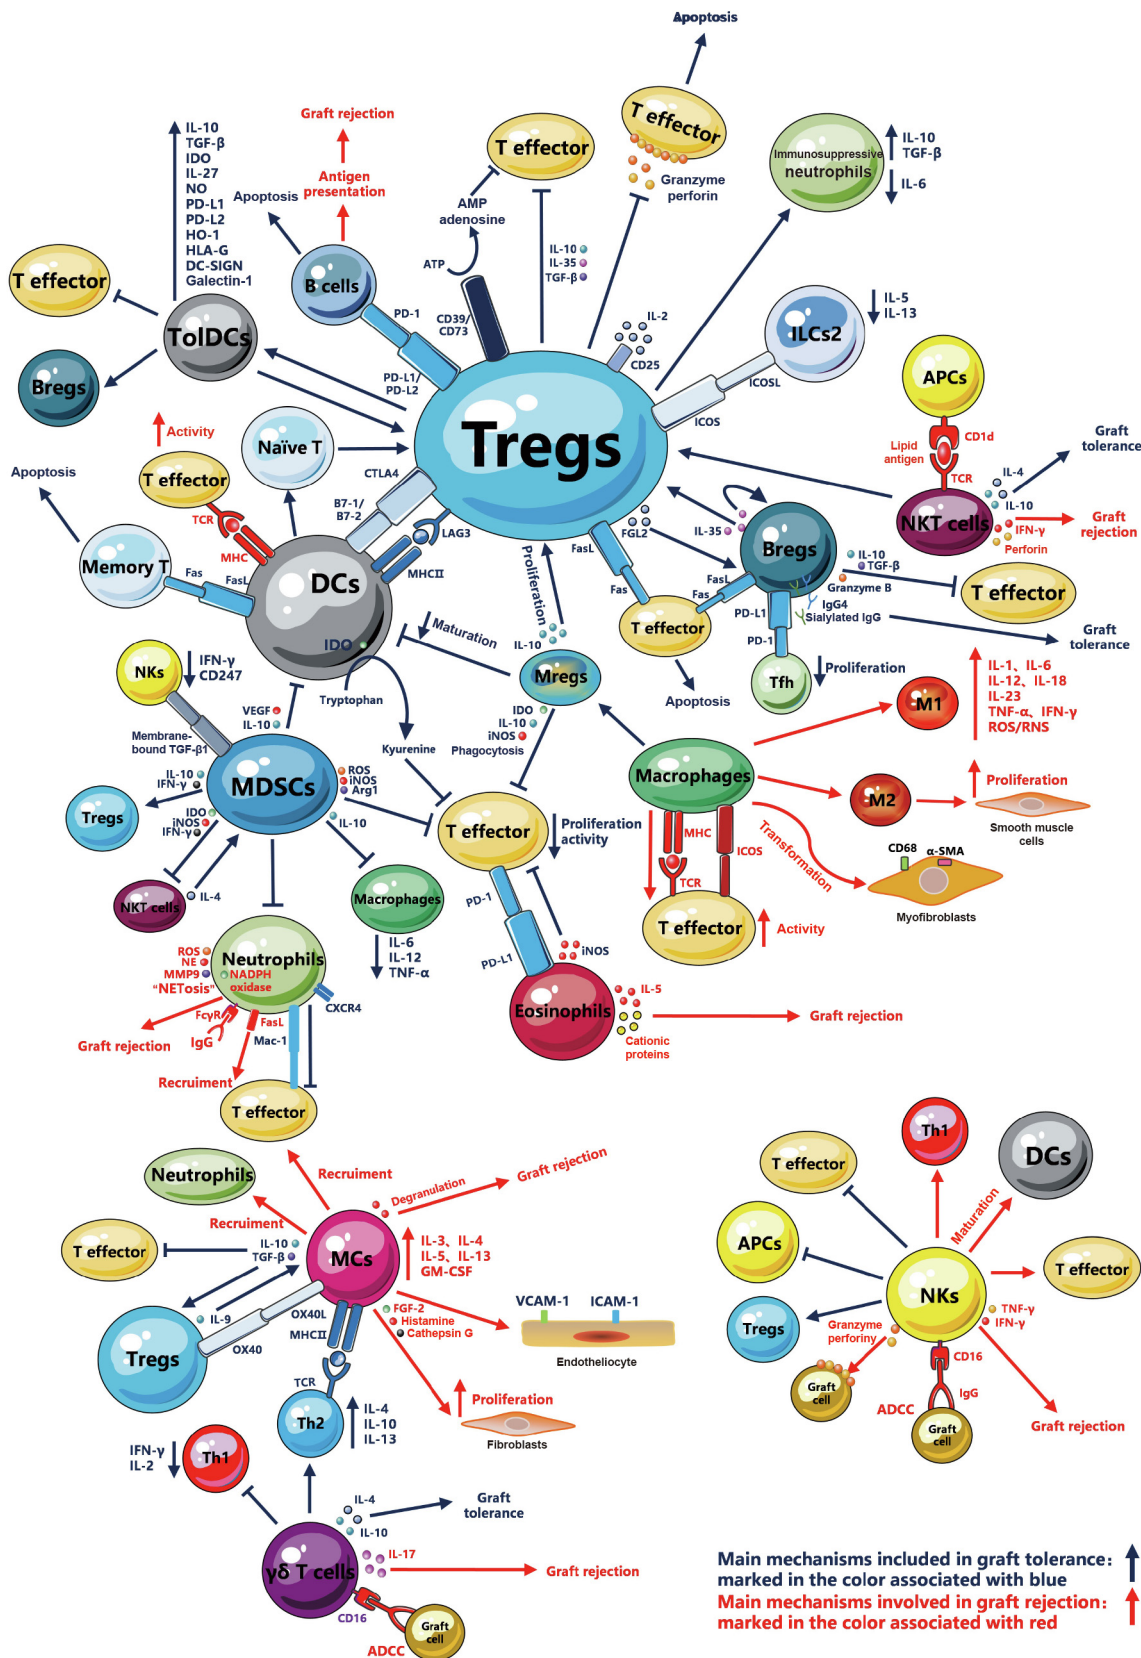 Apoptosis
T effector
Granzyme
perforin
Graft rejection
Antigen
presentation
Apoptosis
B cells
PD-1
PD-L1/
PD-L2
T effector
AMP
adenosine
ATP
CD39/
CD73
IL-10
IL-35
TGF-β
IL-2
CD25
Immunosuppressive
neutrophils
IL-10
TGF-β
IL-6
ILCs2
IL-5
IL-13
ICOSL
ICOS
IL-10
TGF-β
IDO
IL-27
NO
PD-L1
PD-L2
HO-1
HLA-G
DC-SIGN
Galectin-1
T effector
TolDCs
Bregs
Tregs
Activity
Naïve T
T effector
TCR
MHC
Apoptosis
Memory T
Fas
FasL
CTLA4
B7-1/
B7-2
LAG3
MHCII
DCs
IDO
Tryptophan
Kyurenine
Maturation
Proliferation
IL-10
Mregs
IDO
IL-10
iNOS
Phagocytosis
FGL2
FasL
Fas
T effector
Apoptosis
IL-35
Bregs
FasL
Fas
PD-L1
PD-1
Tfh
Proliferation
IL-10
TGF-β
Granzyme B
IgG4
Sialylated IgG
T effector
Graft
tolerance
APCs
CD1d
Lipid
antigen
TCR
NKT cells
IL-4
IL-10
IFN-γ
Perforin
Graft
tolerance
Graft
rejection
NKs
IFN-γ
CD247
Membrane-
bound TGF-β1
VEGF
IL-10
MDSCs
IL-10
IFN-γ
Tregs
IDO
iNOS
IFN-γ
NKT cells
IL-4
ROS
iNOS
Arg1
IL-10
Macrophages
IL-6
IL-12
TNF-α
T effector
Proliferation
activity
PD-1
PD-L1
iNOS
Eosinophils
IL-5
Cationic
proteins
Graft rejection
Macrophages
M1
IL-1、IL-6
IL-12、IL-18
IL-23
TNF-α、IFN-γ
ROS/RNS
M2
Proliferation
Smooth muscle
cells
Transformation
CD68
α-SMA
Myofibroblasts
MHC
TCR
ICOS
T effector
Activity
Neutrophils
ROS
NE
MMP9
"NETosis"
NADPH
oxidase
CXCR4
FcγR
IgG
FasL
Mac-1
Graft rejection
Recruiment
T effector
Neutrophils
Recruiment
Recruiment
Degranulation
Graft rejection
MCs
IL-3、IL-4
IL-5、IL-13
GM-CSF
T effector
IL-10
TGF-β
IL-9
Tregs
OX40L
OX40
MHCII
TCR
Th2
IL-4
IL-10
IL-13
FGF-2
Histamine
Cathepsin G
VCAM-1
ICAM-1
Endotheliocyte
Proliferation
Fibroblasts
IFN-γ
IL-2
Th1
γδ T cells
IL-4
IL-10
Graft
tolerance
IL-17
Graft rejection
CD16
ADCC
Graft
cell
Th1
DCs
T effector
Maturation
APCs
NKs
T effector
Tregs
TNF-γ
IFN-γ
Granzyme
perforiny
Graft
cell
CD16
IgG
ADCC
Graft
cell
Graft rejection
Main mechanisms included in graft tolerance:
marked in the color associated with blue
Main mechanisms involved in graft rejection:
marked in the color associated with red